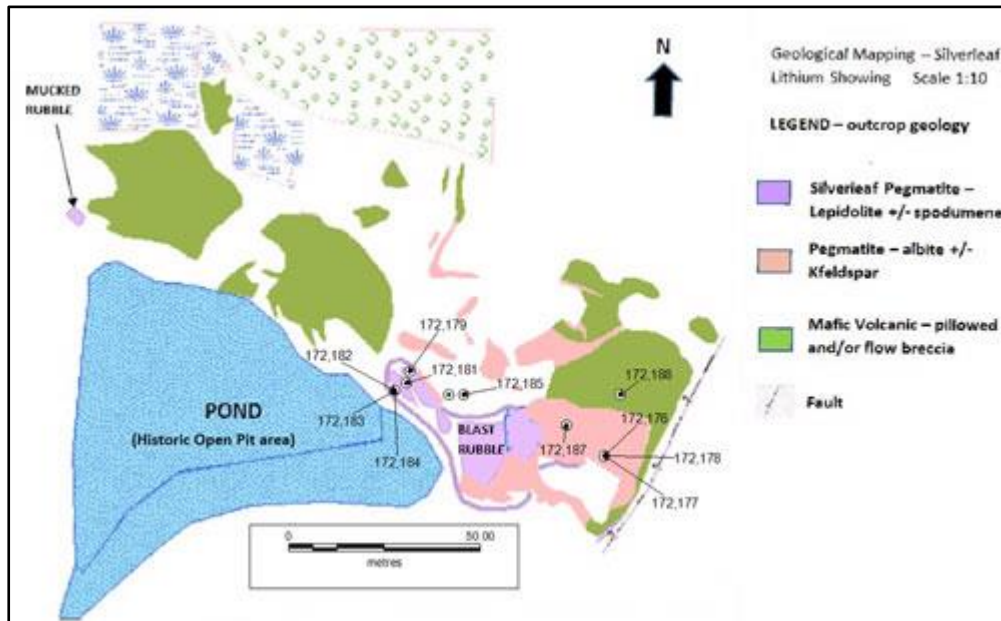 Geological Mapping – Silverleaf
Lithium Showing Scale 1:10
LEGEND – outcrop geology
Silverleaf Pegmatite –
Lepidolite +/- spodumene
Pegmatite – albite +/-
Kfeldspar
Mafic Volcanic – pillowed
and/or flow breccia
Fault
N
MUCKED
RUBBLE
172,179
172,182
172,181
172,185
172,188
172,183
172,176
POND
(Historic Open Pit area)
BLAST
RUBBLE
172,184
172,187
172,178
172,177
0 50 00
metres